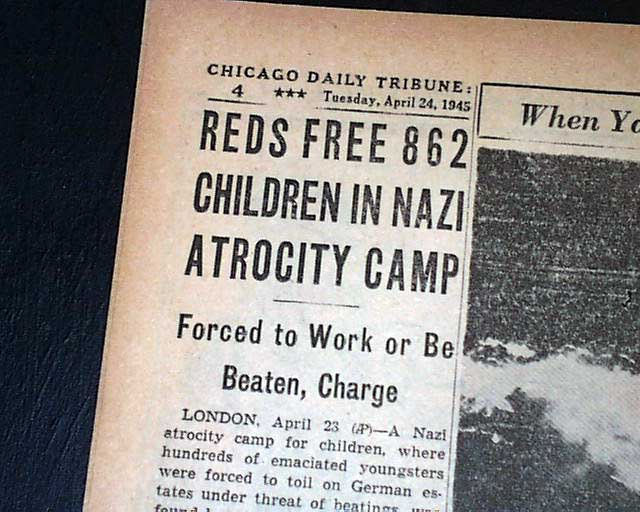 CHICAGO DAILY TRIBUNE:
4 ★★★ Tuesday, April 24, 1945
When
REDS FREE 862
CHILDREN IN NAZI
ATROCITY CAMP
Forced to Work or Be
Beaten, Charge
LONDON, April 23 (AP)—A Nazi
atrocity camp for children, where
hundreds of emaciated youngsters
were forced to toil on German es-
tates under threat of beatings, was
found